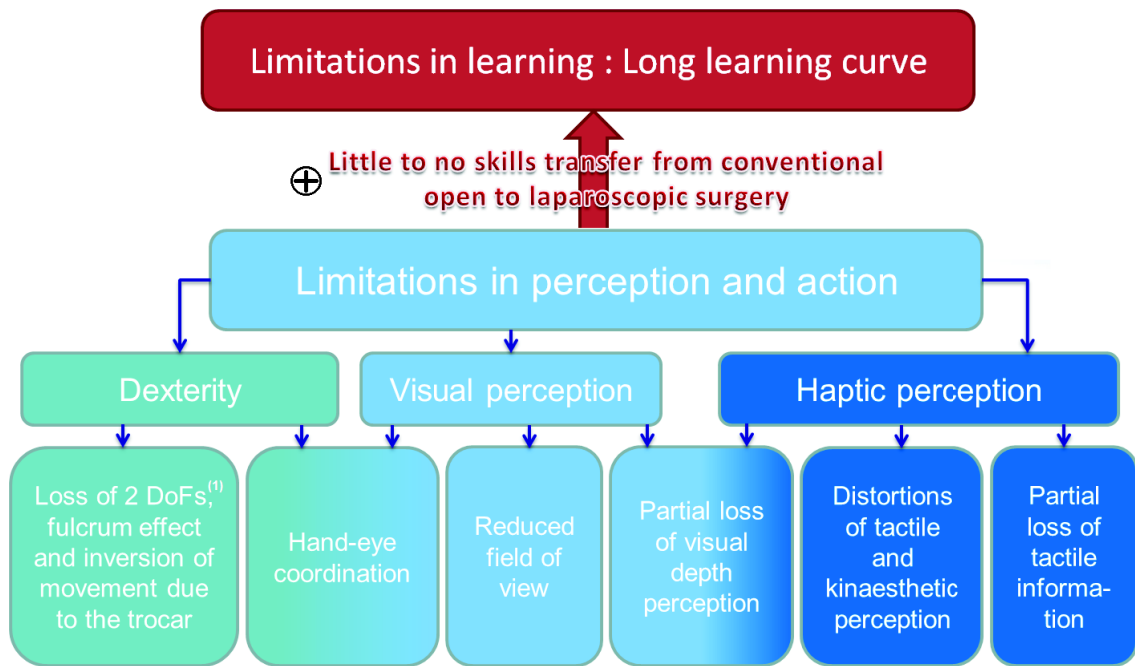 Limitations in learning : Long learning curve
Little to no skills transfer from conventional
open to laparoscopic surgery
Limitations in perception and action
Dexterity
Visual perception
Haptic perception
Loss of 2 DoFs,(1)
fulcrum effect
and inversion of
movement due
to the trocar
Hand-eye
coordination
Reduced
field of
view
Partial loss
of visual
depth
perception
Distortions
of tactile
and
kinaesthetic
perception
Partial
loss of
tactile
informa-
tion